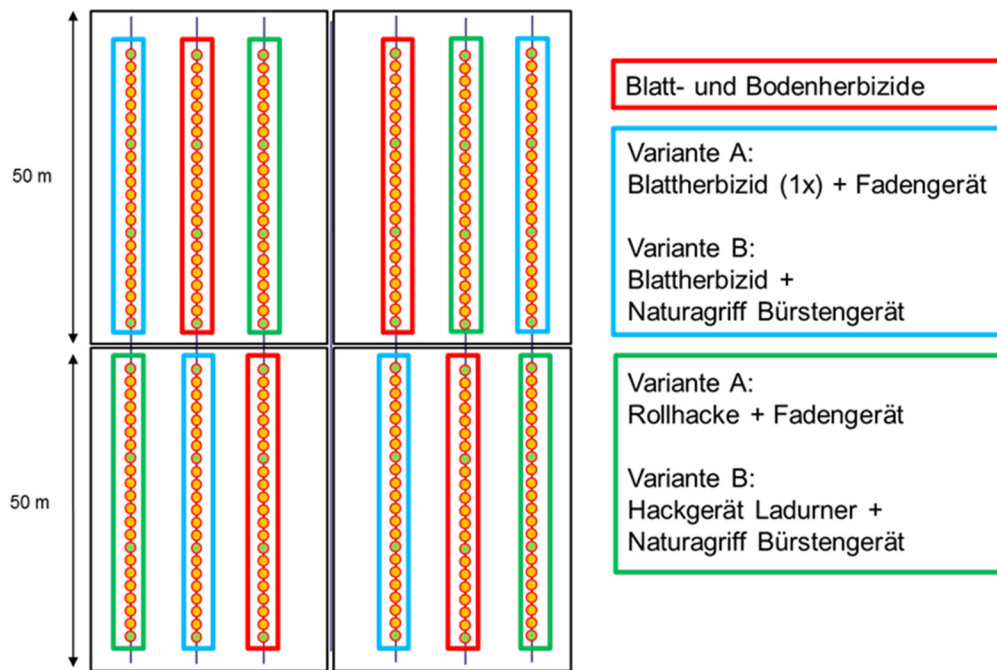 50 m
50 m
Blatt- und Bodenherbizide
Variante A:
Blattherbizid (1x) + Fadengerät
Variante B:
Blattherbizid +
Naturagriff Bürstengerät
Variante A:
Rollhacke + Fadengerät
Variante B:
Hackgerät Ladurner +
Naturagriff Bürstengerät